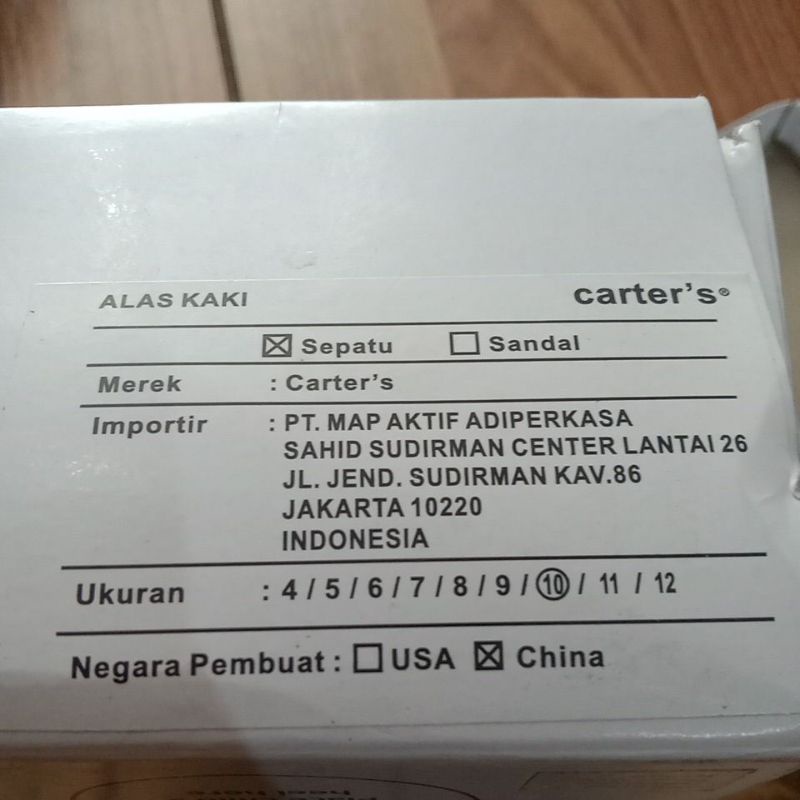 ALAS KAKI carter's®
☒ Sepatu ☐ Sandal
Merek : Carter's
Importir : PT. MAP AKTIF ADIPERKASA
SAHID SUDIRMAN CENTER LANTAI 26
JL. JEND. SUDIRMAN KAV.86
JAKARTA 10220
INDONESIA
Ukuran : 4 / 5 / 6 / 7 / 8 / 9 / ⑩ / 11 / 12
Negara Pembuat : ☐ USA ☒ China